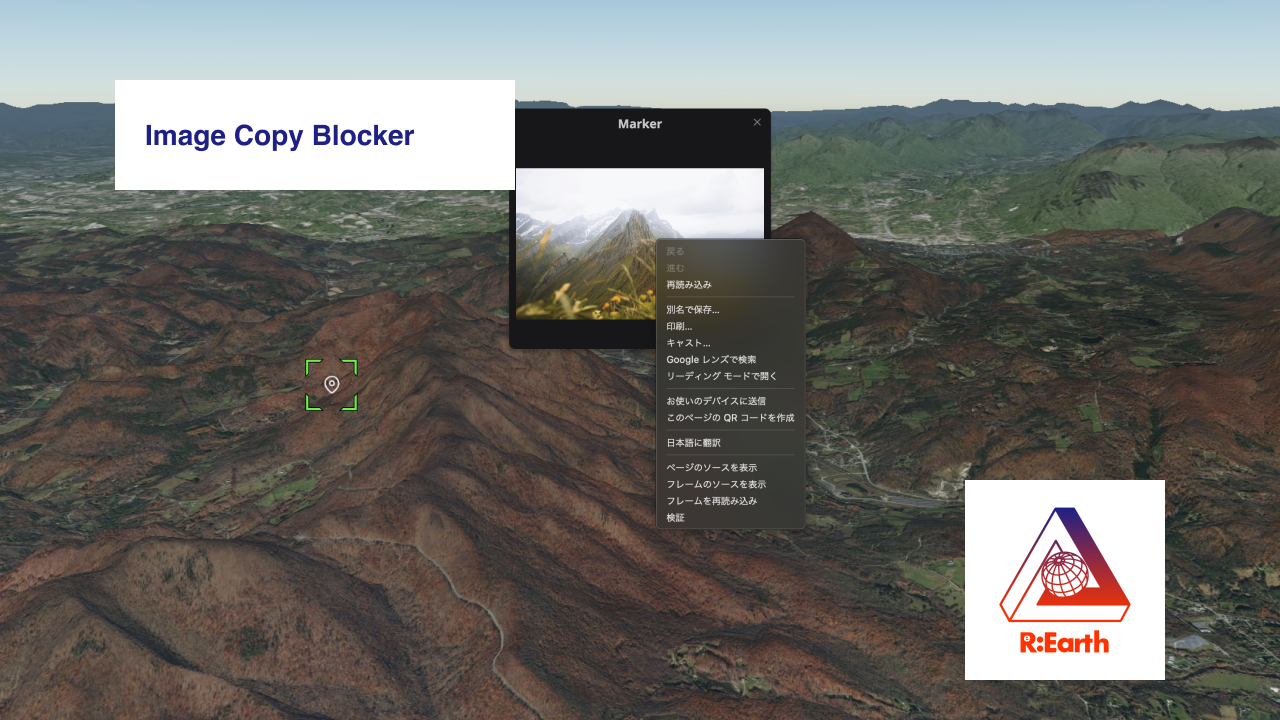 Image Copy Blocker
Marker
戻る
進む
再読み込み
別名で保存...
印刷...
キャスト...
Google レンズで検索
リーディング モードで開く
お使いのデバイスに送信
このページの QR コードを作成
日本語に翻訳
ページのソースを表示
フレームのソースを表示
フレームを再読み込み
検証
R:Earth